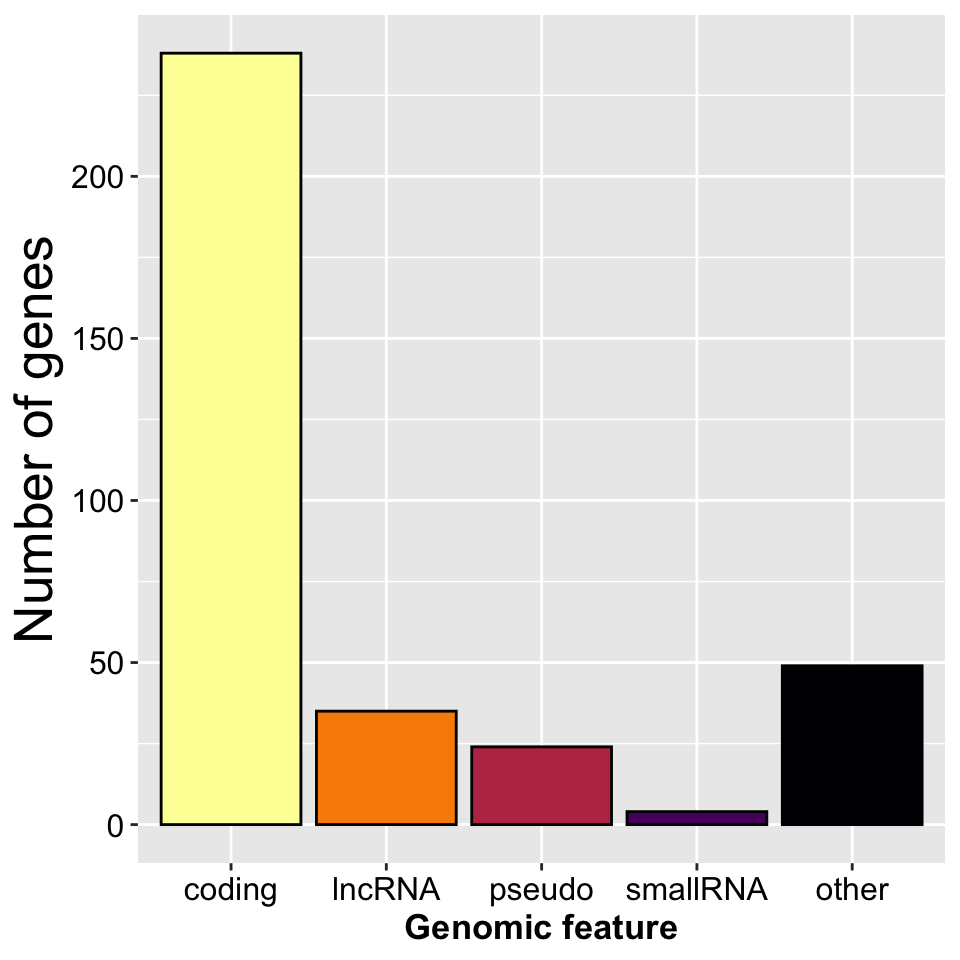 Number of genes
200
150
100
50
0
coding lncRNA pseudo smallRNA other
Genomic feature